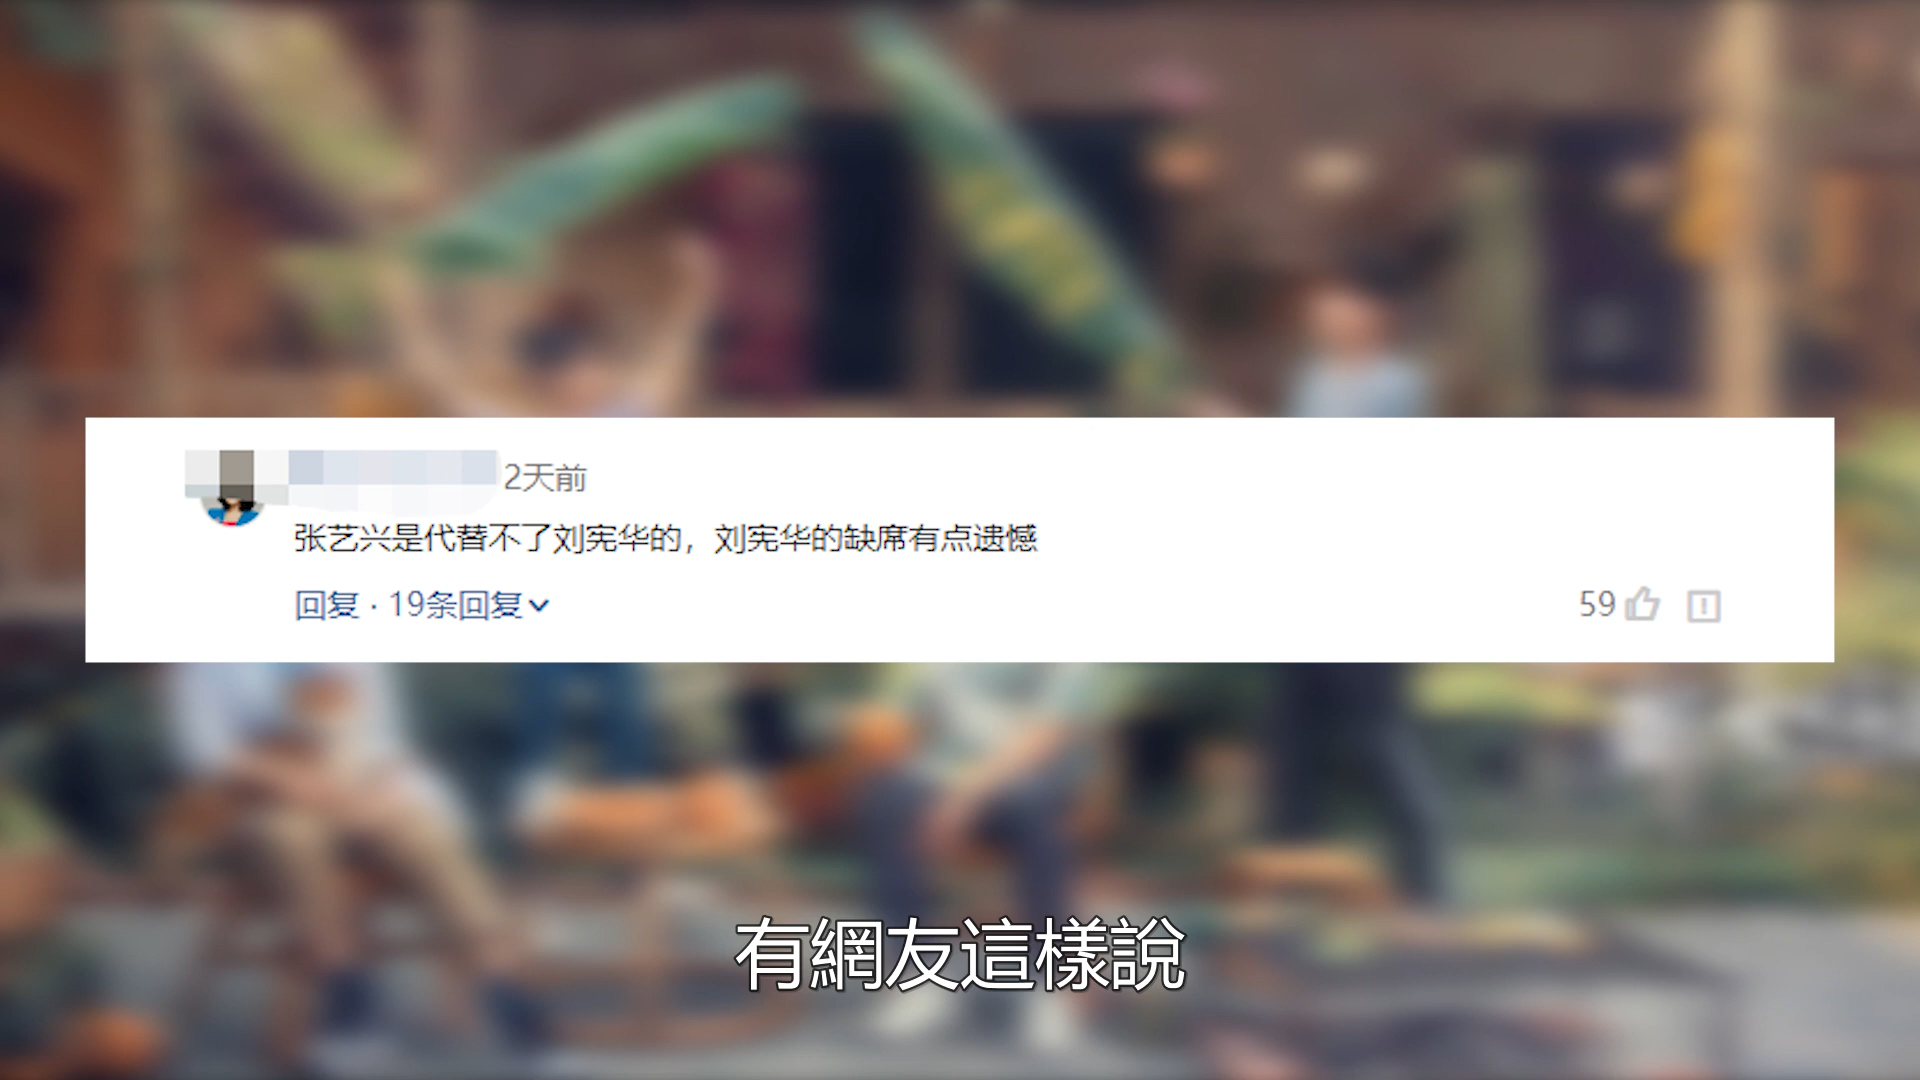 2天前
张艺兴是代替不了刘宪华的，刘宪华的缺席有点遗憾
回复 · 19条回复
59
有網友這樣說